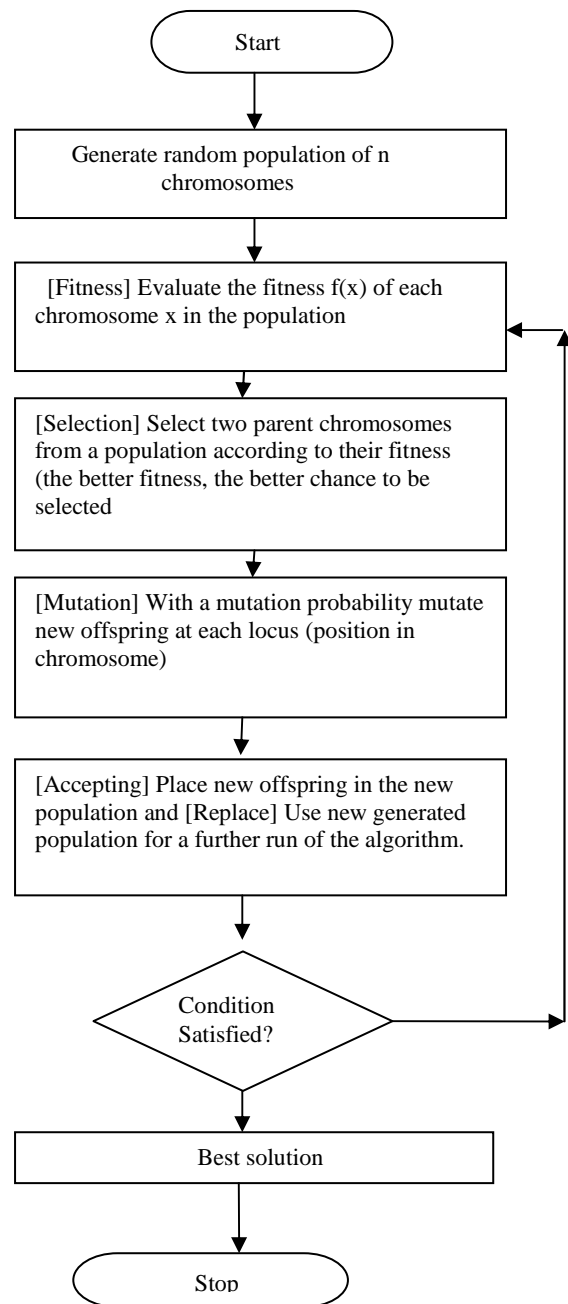 Start
Generate random population of n
chromosomes
[Fitness] Evaluate the fitness f(x) of each
chromosome x in the population
[Selection] Select two parent chromosomes
from a population according to their fitness
(the better fitness, the better chance to be
selected
[Mutation] With a mutation probability mutate
new offspring at each locus (position in
chromosome)
[Accepting] Place new offspring in the new
population and [Replace] Use new generated
population for a further run of the algorithm.
Condition
Satisfied?
Best solution
Stop